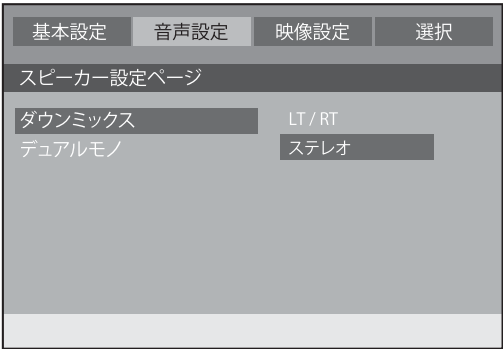 基本設定 音声設定 映像設定 選択
スピーカー設定ページ
ダウンミックス LT / RT
デュアルモノ ステレオ